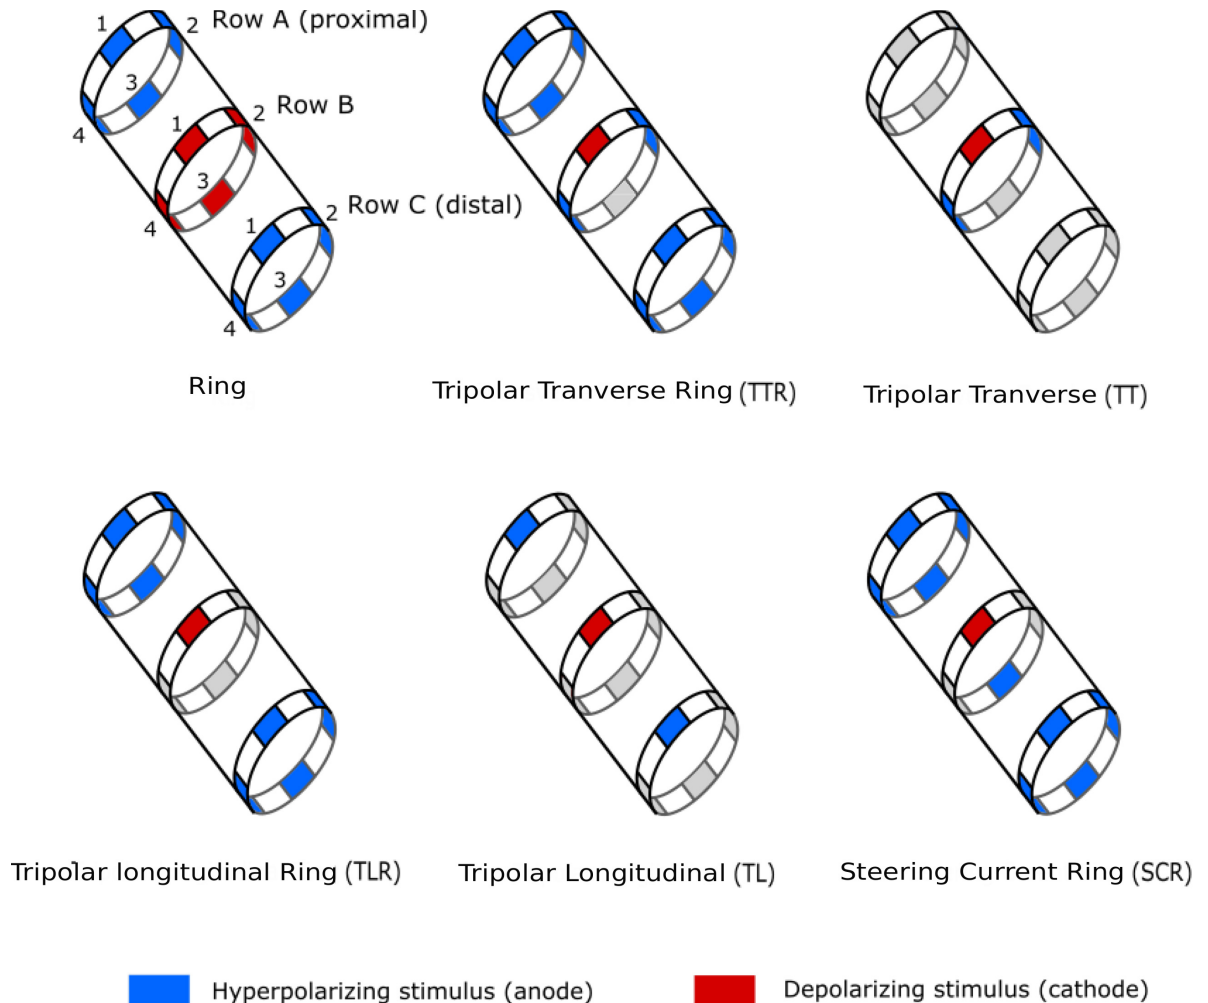 1 2 Row A (proximal)
3
4
1 2 Row B
3
4
1 2 Row C (distal)
3
4
Ring
Tripolar Tranverse Ring (TTR)
Tripolar Tranverse (TT)
Tripolar longitudinal Ring (TLR)
Tripolar Longitudinal (TL)
Steering Current Ring (SCR)
Hyperpolarizing stimulus (anode)
Depolarizing stimulus (cathode)